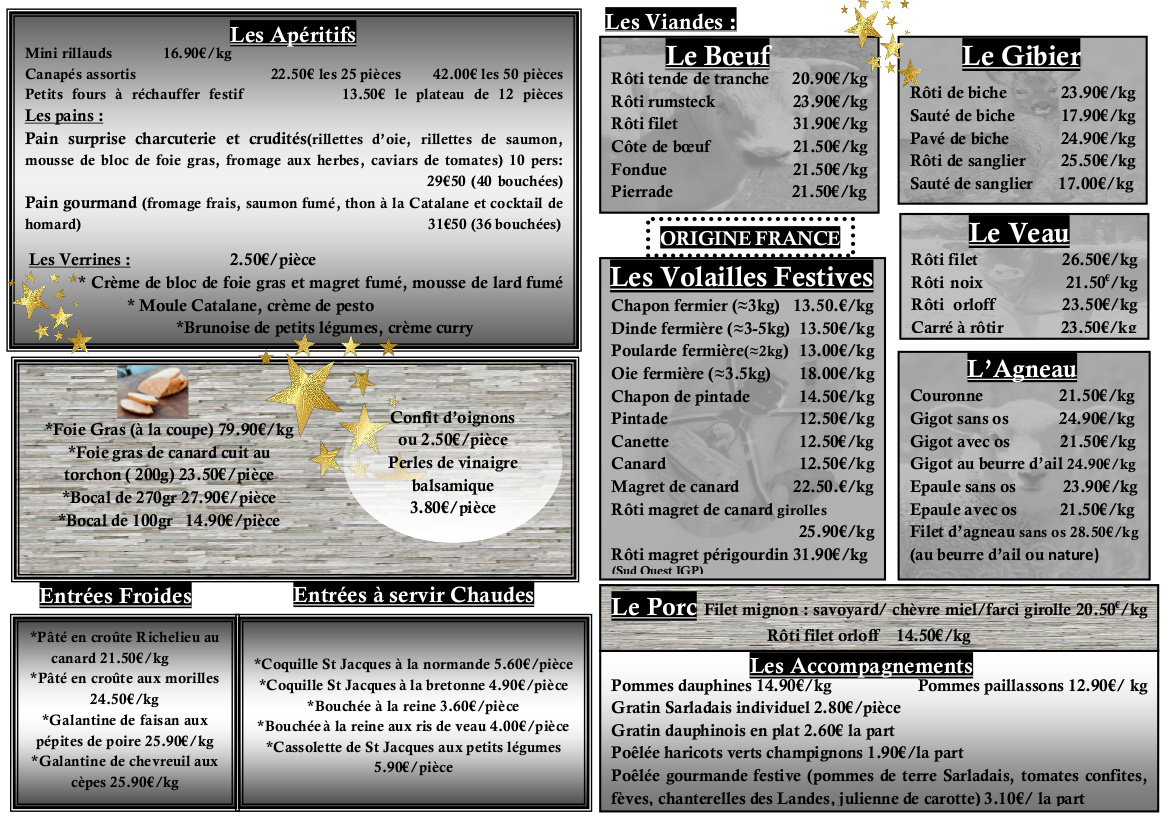 Les Apéritifs
Mini rillauds 16.90€/kg
Canapés assortis 22.50€ les 25 pièces 42.00€ les 50 pièces
Petits fours à réchauffer festif 13.50€ le plateau de 12 pièces
Les pains :
Pain surprise charcuterie et crudités(rillettes d’oie, rillettes de saumon,
mousse de bloc de foie gras, fromage aux herbes, caviars de tomates) 10 pers:
29€50 (40 bouchées)
Pain gourmand (fromage frais, saumon fumé, thon à la Catalane et cocktail de
homard) 31€50 (36 bouchées)
Les Verrines : 2.50€/pièce
* Crème de bloc de foie gras et magret fumé, mousse de lard fumé
* Moule Catalane, crème de pesto
*Brunoise de petits légumes, crème curry
*Foie Gras (à la coupe) 79.90€/kg
*Foie gras de canard cuit au
torchon ( 200g) 23.50€/pièce
*Bocal de 270gr 27.90€/pièce
*Bocal de 100gr 14.90€/pièce
Confit d’oignons
ou 2.50€/pièce
Perles de vinaigre
balsamique
3.80€/pièce
Entrées Froides
*Pâté en croûte Richelieu au
canard 21.50€/kg
*Pâté en croûte aux morilles
24.50€/kg
*Galantine de faisan aux
pépites de poire 25.90€/kg
*Galantine de chevreuil aux
cèpes 25.90€/kg
Entrées à servir Chaudes
*Coquille St Jacques à la normande 5.60€/pièce
*Coquille St Jacques à la bretonne 4.90€/pièce
*Bouchée à la reine 3.60€/pièce
*Bouchée à la reine aux ris de veau 4.00€/pièce
*Cassolette de St Jacques aux petits légumes
5.90€/pièce
Les Viandes :
Le Bœuf
Rôti tende de tranche 20.90€/kg
Rôti rumsteck 23.90€/kg
Rôti filet 31.90€/kg
Côte de bœuf 21.50€/kg
Fondue 21.50€/kg
Pierrade 21.50€/kg
ORIGINE FRANCE
Les Volailles Festives
Chapon fermier (≈3kg) 13.50.€/kg
Dinde fermière (≈3-5kg) 13.50€/kg
Poularde fermière(≈2kg) 13.00€/kg
Oie fermière (≈3.5kg) 18.00€/kg
Chapon de pintade 14.50€/kg
Pintade 12.50€/kg
Canette 12.50€/kg
Canard 12.50€/kg
Magret de canard 22.50.€/kg
Rôti magret de canard girolles
25.90€/kg
Rôti magret périgourdin 31.90€/kg
(Sud Ouest IGP)
Le Gibier
Rôti de biche 23.90€/kg
Sauté de biche 17.90€/kg
Pavé de biche 24.90€/kg
Rôti de sanglier 25.50€/kg
Sauté de sanglier 17.00€/kg
Le Veau
Rôti filet 26.50€/kg
Rôti noix 21.50€/kg
Rôti orloff 23.50€/kg
Carré à rôtir 23.50€/kg
L’Agneau
Couronne 21.50€/kg
Gigot sans os 24.90€/kg
Gigot avec os 21.50€/kg
Gigot au beurre d’ail 24.90€/kg
Epaule sans os 23.90€/kg
Epaule avec os 21.50€/kg
Filet d’agneau sans os 28.50€/kg
(au beurre d’ail ou nature)
Le Porc Filet mignon : savoyard/ chèvre miel/farci girolle 20.50€/kg
Rôti filet orloff 14.50€/kg
Les Accompagnements
Pommes dauphines 14.90€/kg Pommes paillassons 12.90€/ kg
Gratin Sarladais individuel 2.80€/pièce
Gratin dauphinois en plat 2.60€ la part
Poêlée haricots verts champignons 1.90€/la part
Poêlée gourmande festive (pommes de terre Sarladais, tomates confites,
fèves, chanterelles des Landes, julienne de carotte) 3.10€/ la part